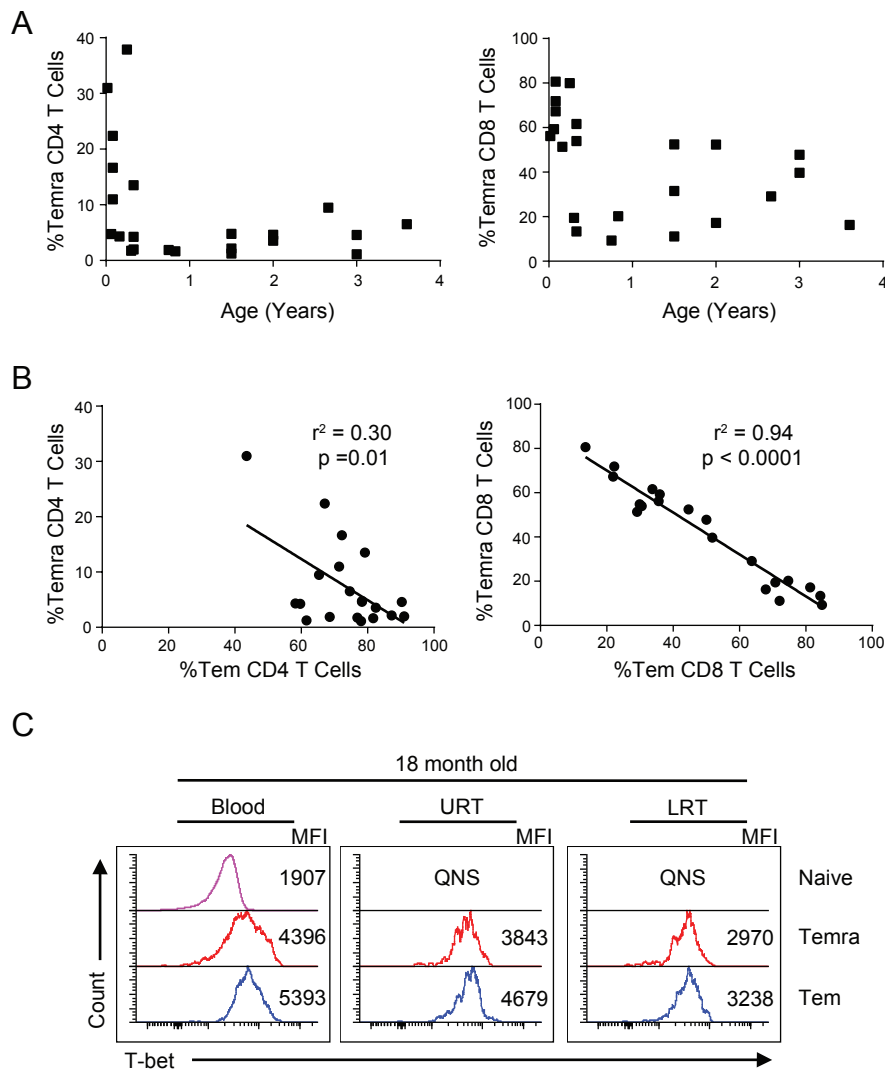 A
%Temra CD4 T Cells
40
30
20
10
0
0 1 2 3 4
Age (Years)
%Temra CD8 T Cells
100
80
60
40
20
0
0 1 2 3 4
Age (Years)
B
%Temra CD4 T Cells
40
30
20
10
0
r² = 0.30
p =0.01
0 20 40 60 80 100
%Tem CD4 T Cells
%Temra CD8 T Cells
100
80
60
40
20
0
r² = 0.94
p < 0.0001
0 20 40 60 80 100
%Tem CD8 T Cells
C
18 month old
Blood URT LRT
MFI MFI MFI
1907 QNS QNS Naive
4396 3843 2970 Temra
5393 4679 3238 Tem
Count
T-bet